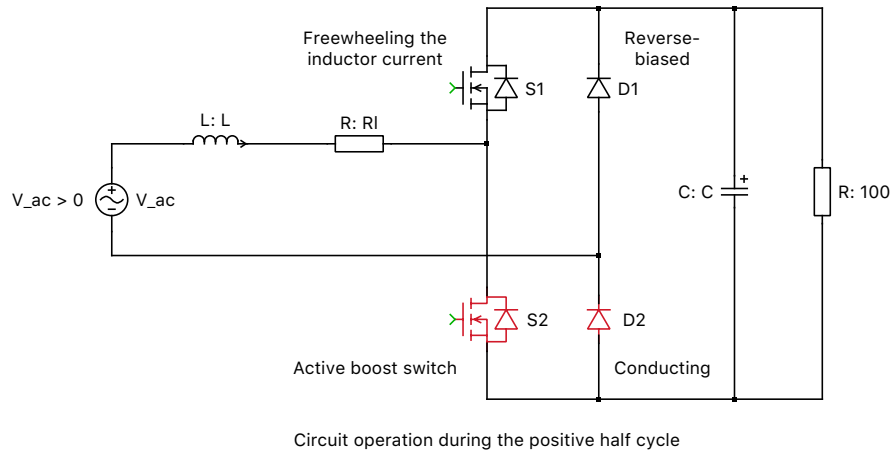 Freewheeling the
inductor current
Reverse-
biased
S1
D1
L: L
R: Rl
V_ac > 0
V_ac
C: C
R: 100
S2
D2
Active boost switch
Conducting
Circuit operation during the positive half cycle